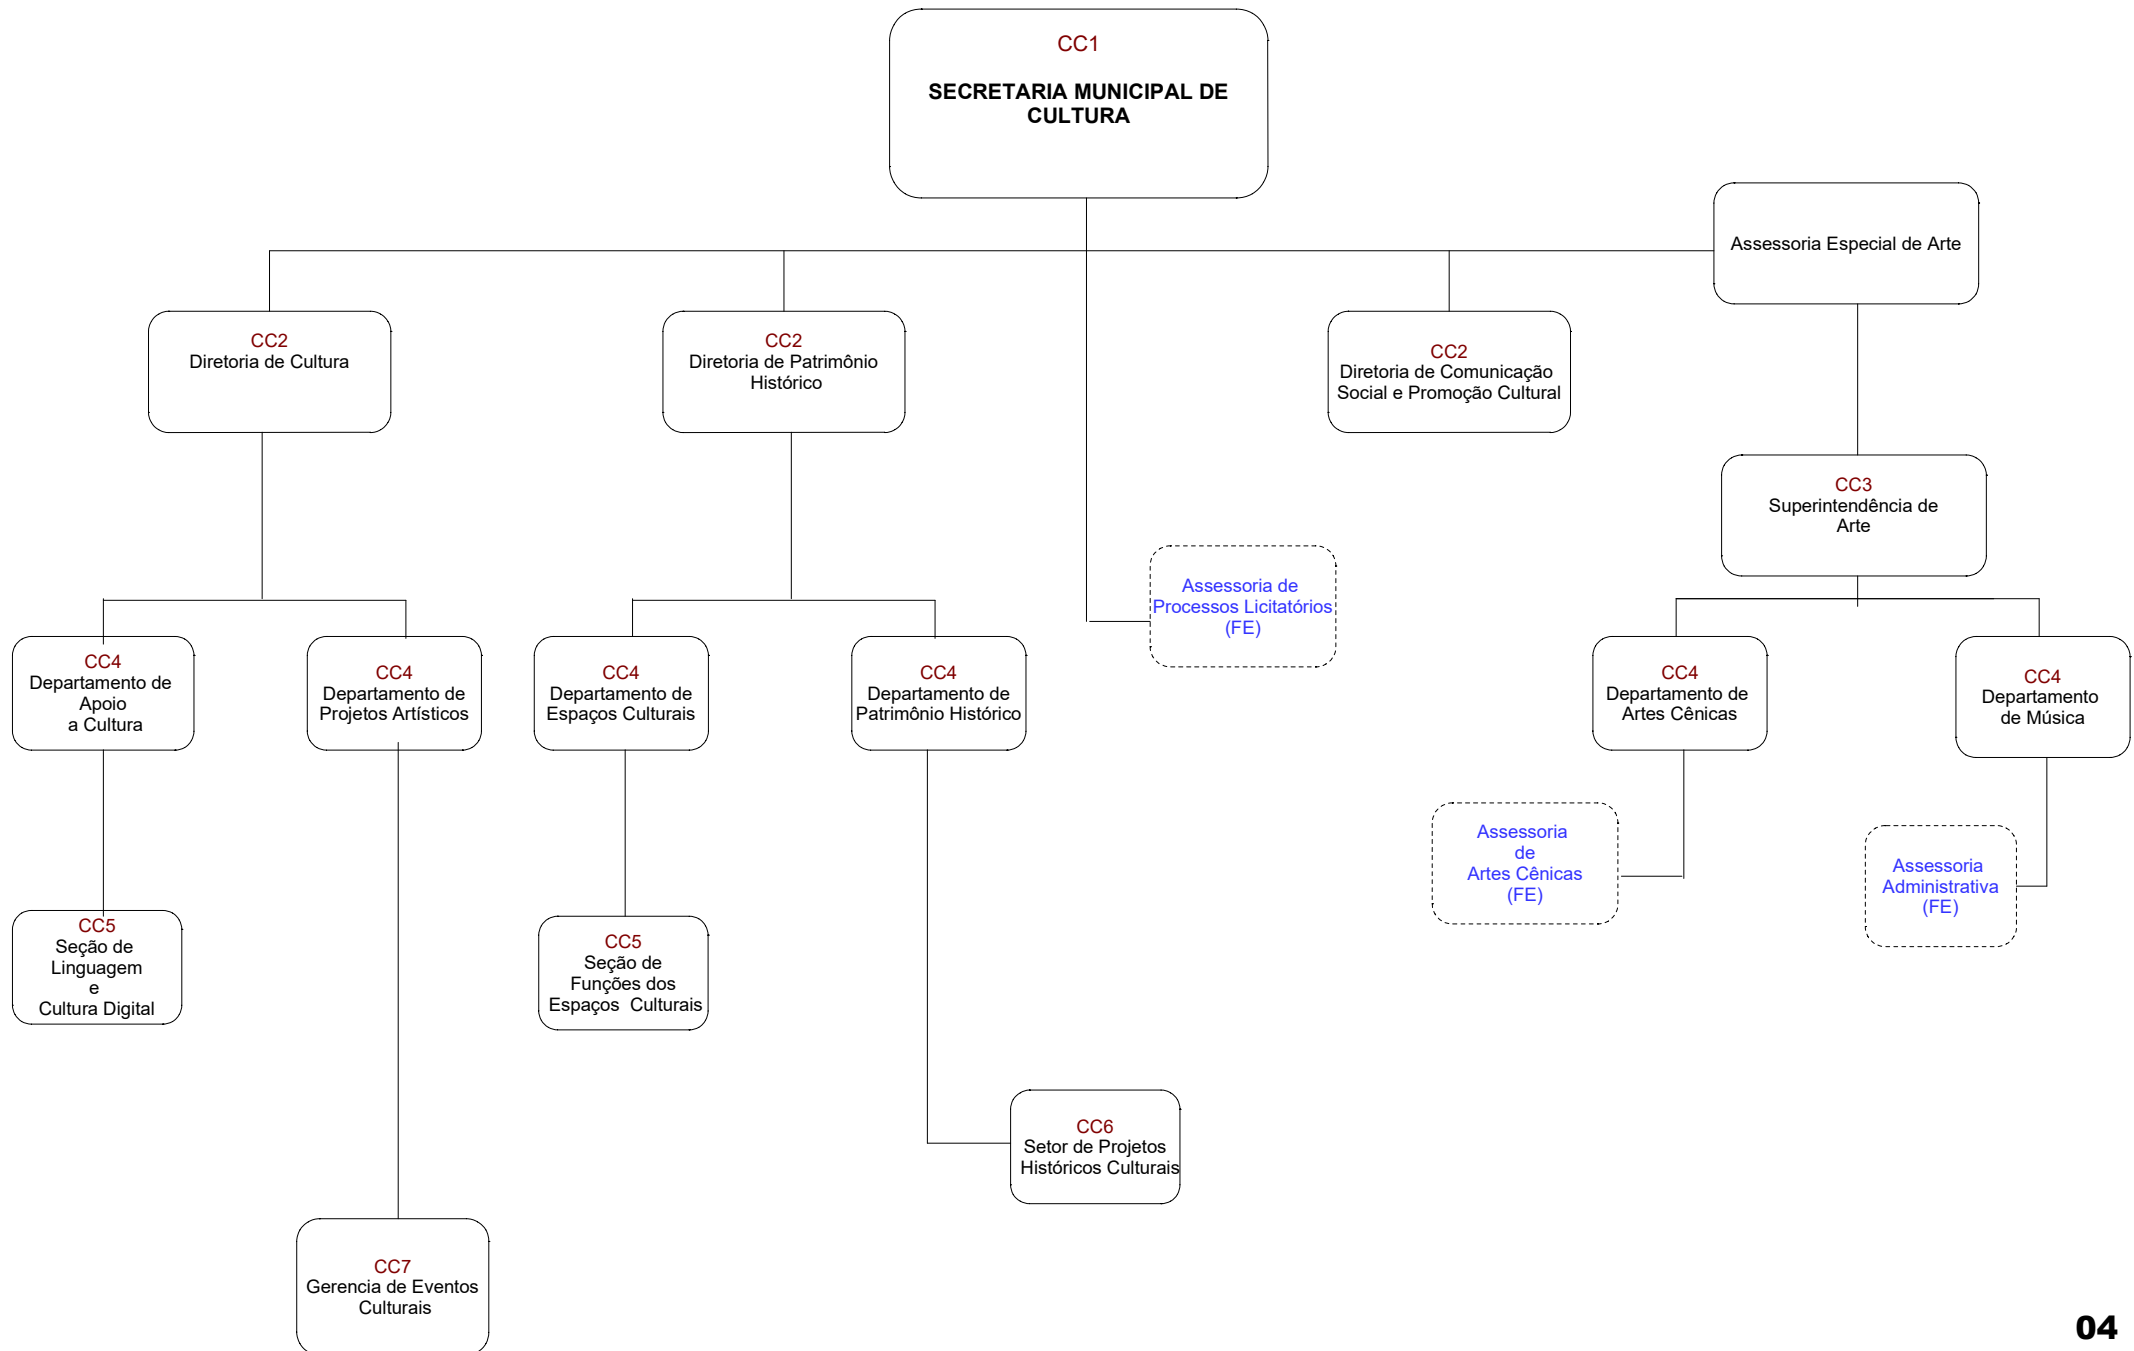 CC1
SECRETARIA MUNICIPAL DE
CULTURA
Assessoria Especial de Arte
CC2
Diretoria de Cultura
CC2
Diretoria de Patrimônio
Histórico
CC2
Diretoria de Comunicação
Social e Promoção Cultural
CC3
Superintendência de
Arte
Assessoria de
Processos Licitatórios
(FE)
CC4
Departamento de
Apoio
a Cultura
CC4
Departamento de
Projetos Artísticos
CC4
Departamento de
Espaços Culturais
CC4
Departamento de
Patrimônio Histórico
CC4
Departamento de
Artes Cênicas
CC4
Departamento
de Música
Assessoria
de
Artes Cênicas
(FE)
Assessoria
Administrativa
(FE)
CC5
Seção de
Linguagem
e
Cultura Digital
CC5
Seção de
Funções dos
Espaços  Culturais
CC6
Setor de Projetos
Históricos Culturais
CC7
Gerencia de Eventos
Culturais
04